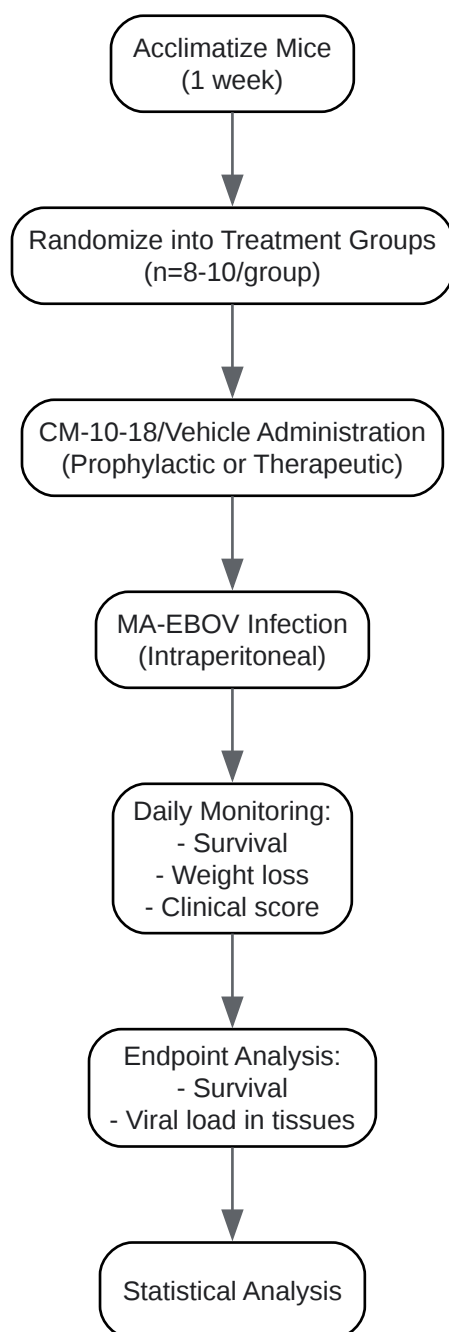 Acclimatize Mice
(1 week)
Randomize into Treatment Groups
(n=8-10/group)
CM-10-18/Vehicle Administration
(Prophylactic or Therapeutic)
MA-EBOV Infection
(Intraperitoneal)
Daily Monitoring:
- Survival
- Weight loss
- Clinical score
Endpoint Analysis:
- Survival
- Viral load in tissues
Statistical Analysis